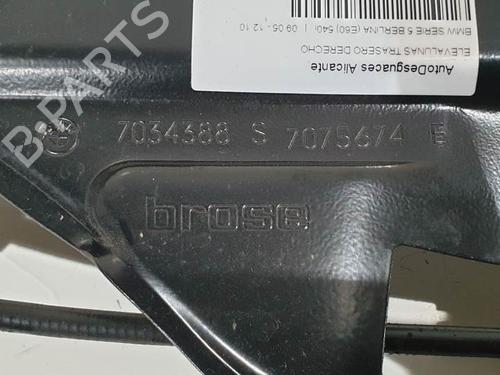 AutoDesguaces Alicante
ELEVALUNAS TRASERO DERECHO
BMW SERIE 5 BERLINA (E60) 540i | 09.05 - 12.10
7034388 S 7075674 E
brose
B-PARTS